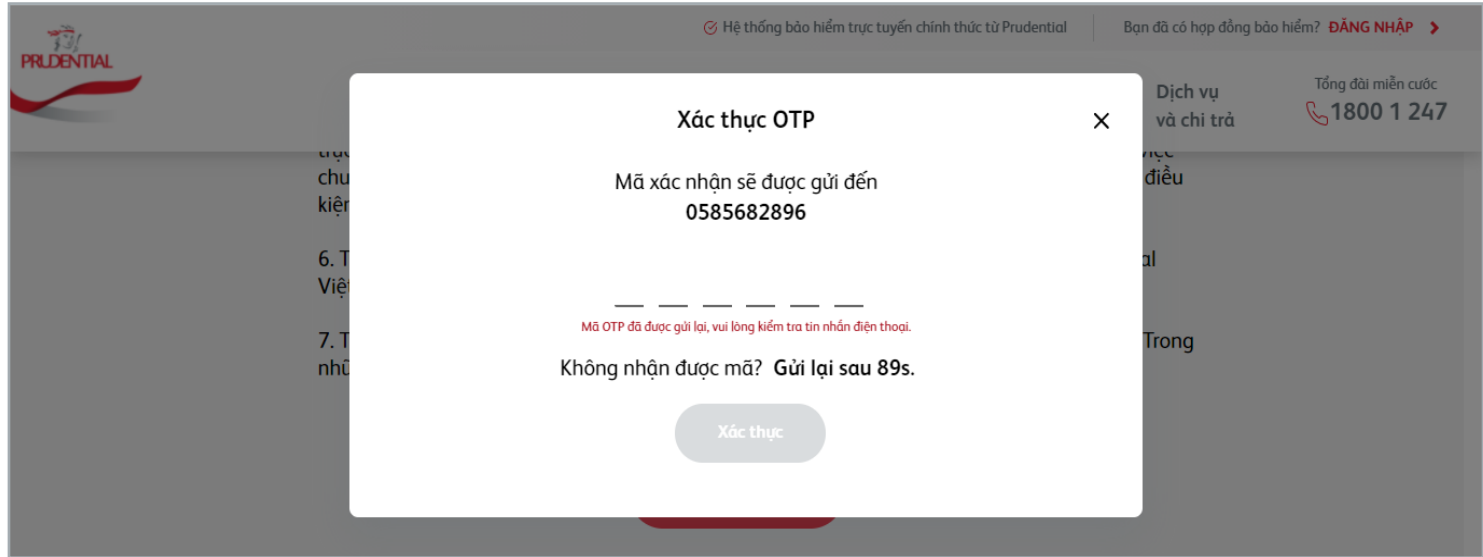 Hệ thống bảo hiểm trực tuyến chính thức từ Prudential
Bạn đã có hợp đồng bảo hiểm? ĐĂNG NHẬP
PRUDENTIAL
Dịch vụ
và chi trả
Tổng đài miễn cước
1800 1 247
Xác thực OTP
Mã xác nhận sẽ được gửi đến
0585682896
Mã OTP đã được gửi lại, vui lòng kiểm tra tin nhắn điện thoại.
Không nhận được mã? Gửi lại sau 89s.
Xác thực
chu
điều
kiện
6. T
al
Việ
7. T
Trong
nhữ